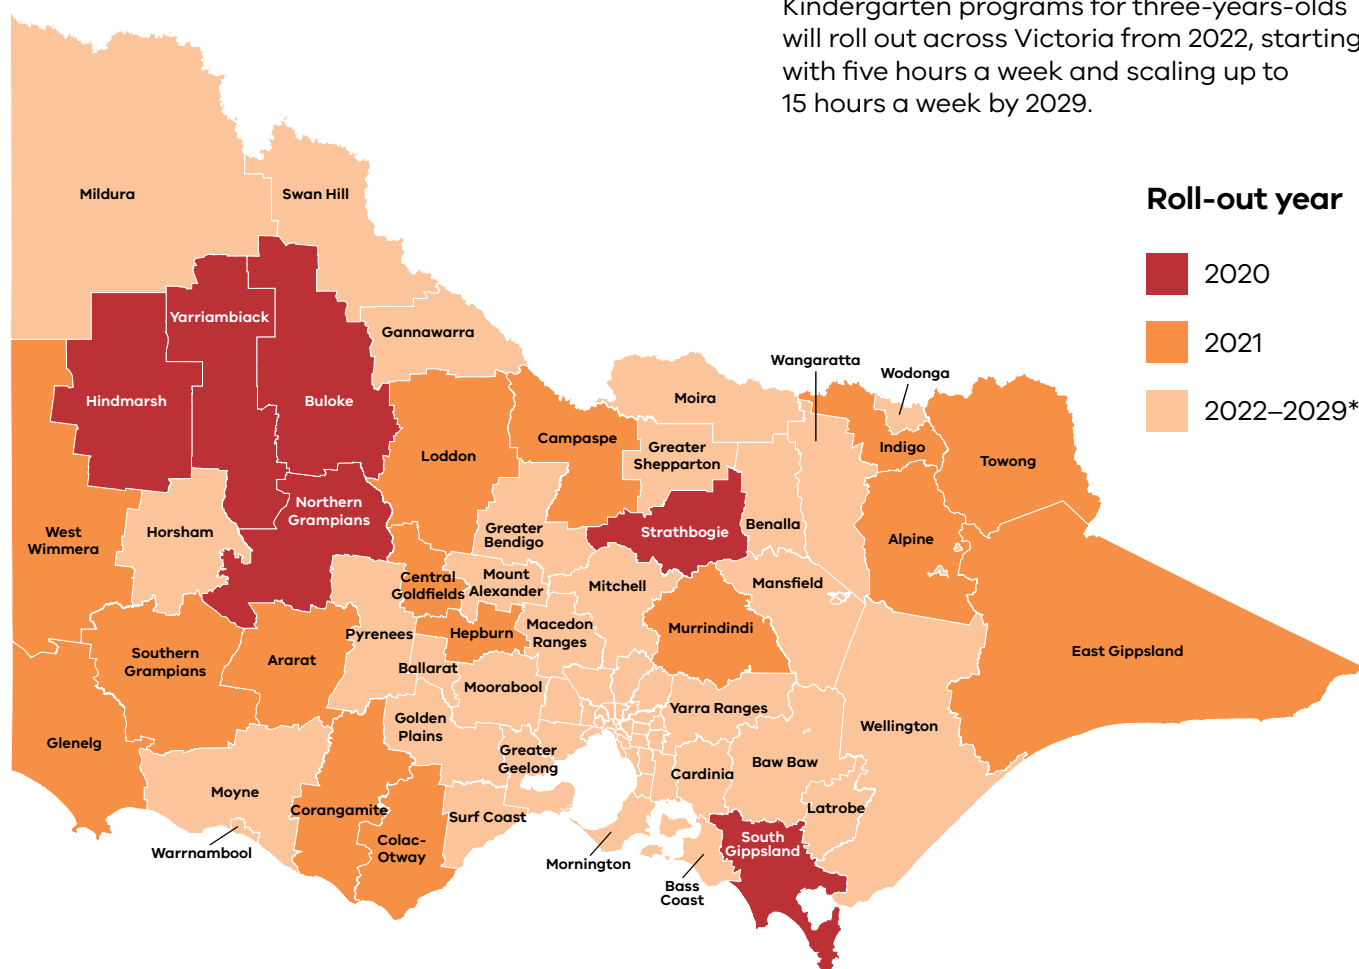 Kindergarten programs for three-years-olds
will roll out across Victoria from 2022, starting
with five hours a week and scaling up to
15 hours a week by 2029.
Roll-out year
2020
2021
2022–2029*
Mildura
Swan Hill
Yarriambiack
Gannawarra
Hindmarsh
Buloke
Wangaratta
Wodonga
Moira
Campaspe
Loddon
Greater
Shepparton
Indigo
Towong
Northern
Grampians
West
Wimmera
Horsham
Greater
Bendigo
Strathbogie
Benalla
Alpine
Central
Goldfields
Mount
Alexander
Mitchell
Mansfield
Pyrenees
Hepburn
Macedon
Ranges
Murrindindi
East Gippsland
Southern
Grampians
Ararat
Ballarat
Moorabool
Golden
Plains
Yarra Ranges
Wellington
Glenelg
Greater
Geelong
Cardinia
Baw Baw
Moyne
Corangamite
Surf Coast
Latrobe
Colac-
Otway
South
Gippsland
Warrnambool
Mornington
Bass
Coast